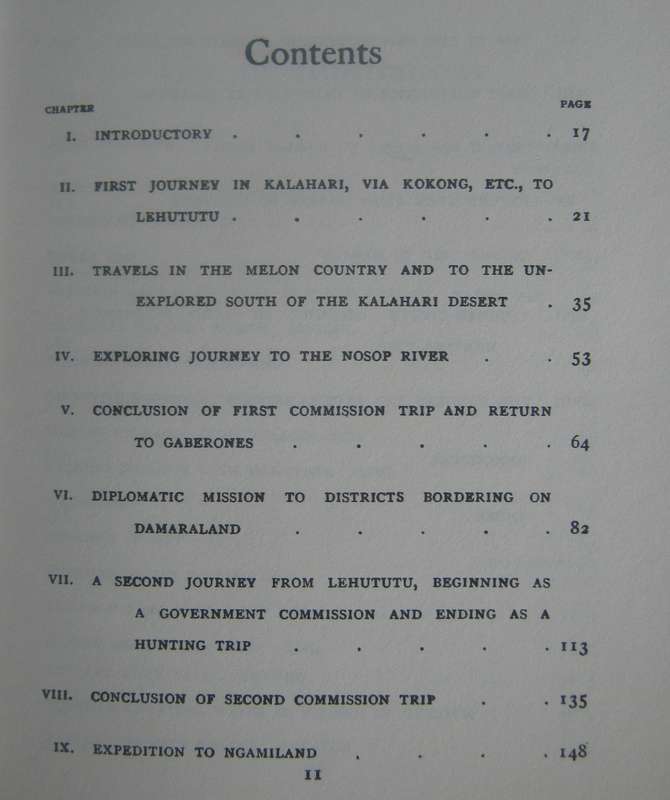 Contents
CHAPTER PAGE
I. INTRODUCTORY . . . . . . 17
II. FIRST JOURNEY IN KALAHARI, VIA KOKONG, ETC., TO
LEHUTUTU . . . . . . 21
III. TRAVELS IN THE MELON COUNTRY AND TO THE UN-
EXPLORED SOUTH OF THE KALAHARI DESERT . 35
IV. EXPLORING JOURNEY TO THE NOSOP RIVER . . 53
V. CONCLUSION OF FIRST COMMISSION TRIP AND RETURN
TO GABERONES . . . . . 64
VI. DIPLOMATIC MISSION TO DISTRICTS BORDERING ON
DAMARALAND . . . . . 82
VII. A SECOND JOURNEY FROM LEHUTUTU, BEGINNING AS
A GOVERNMENT COMMISSION AND ENDING AS A
HUNTING TRIP . . . . . 113
VIII. CONCLUSION OF SECOND COMMISSION TRIP . . 135
IX. EXPEDITION TO NGAMILAND . . . . 148
11